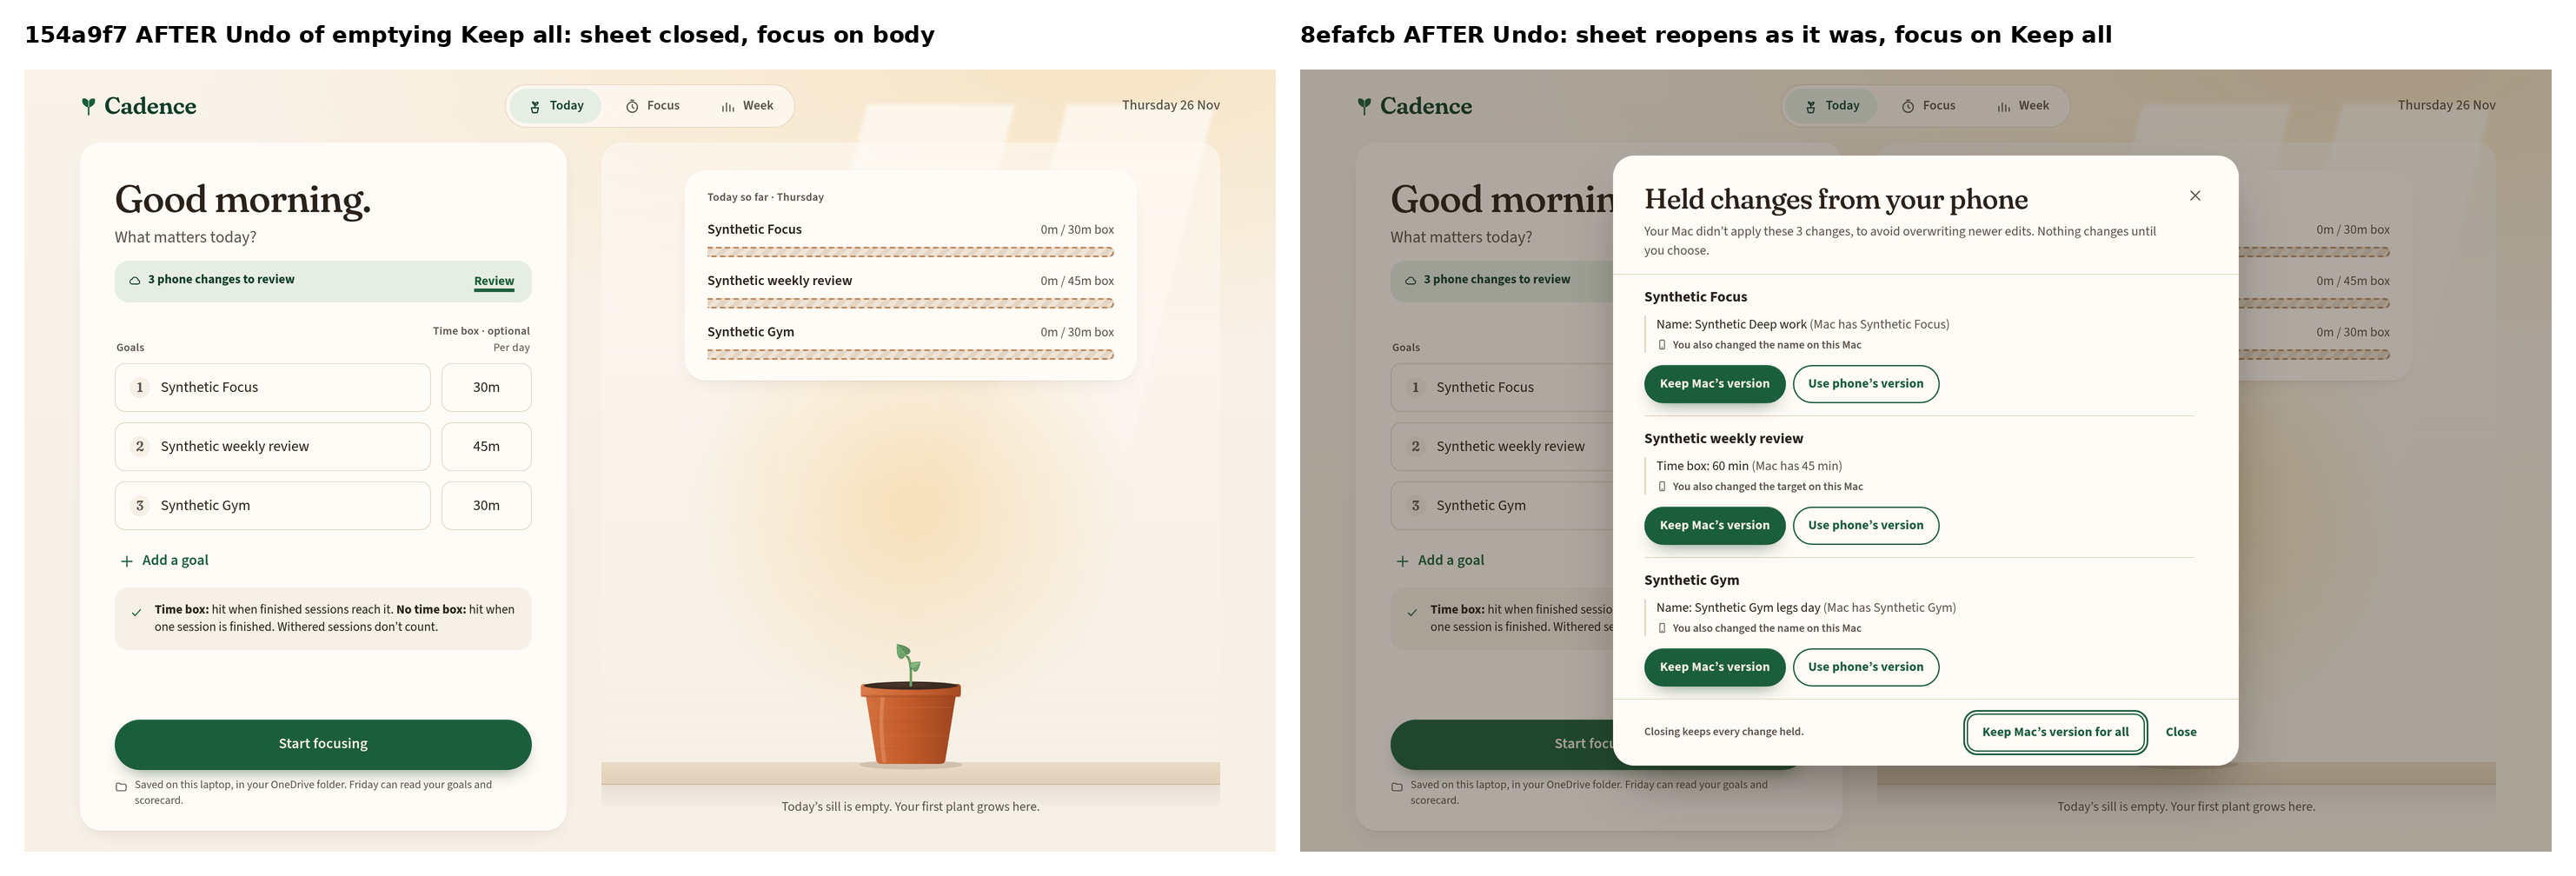 154a9f7 AFTER Undo of emptying Keep all: sheet closed, focus on body
Cadence
Today
Focus
Week
Thursday 26 Nov
Good morning.
What matters today?
3 phone changes to review
Review
Time box · optional
Goals
Per day
1 Synthetic Focus 30m
2 Synthetic weekly review 45m
3 Synthetic Gym 30m
Add a goal
Time box: hit when finished sessions reach it. No time box: hit when
one session is finished. Withered sessions don’t count.
Start focusing
Saved on this laptop, in your OneDrive folder. Friday can read your goals and
scorecard.
Today so far · Thursday
Synthetic Focus 0m / 30m box
Synthetic weekly review 0m / 45m box
Synthetic Gym 0m / 30m box
Today’s sill is empty. Your first plant grows here.
8efafcb AFTER Undo: sheet reopens as it was, focus on Keep all
Cadence
Today
Focus
Week
Thursday 26 Nov
Good mornin
What matters today?
3 phone changes to review
Goals
1 Synthetic Focus
2 Synthetic weekly review
3 Synthetic Gym
Add a goal
Time box: hit when finished sessio
one session is finished. Withered se
Start focu
Saved on this laptop, in your OneDrive folder. Friday can read your goals and
scorecard.
0m / 30m box
0m / 45m box
0m / 30m box
Today’s sill is empty. Your first plant grows here.
Held changes from your phone
Your Mac didn’t apply these 3 changes, to avoid overwriting newer edits. Nothing changes until
you choose.
Synthetic Focus
Name: Synthetic Deep work (Mac has Synthetic Focus)
You also changed the name on this Mac
Keep Mac’s version
Use phone’s version
Synthetic weekly review
Time box: 60 min (Mac has 45 min)
You also changed the target on this Mac
Keep Mac’s version
Use phone’s version
Synthetic Gym
Name: Synthetic Gym legs day (Mac has Synthetic Gym)
You also changed the name on this Mac
Keep Mac’s version
Use phone’s version
Closing keeps every change held.
Keep Mac’s version for all
Close